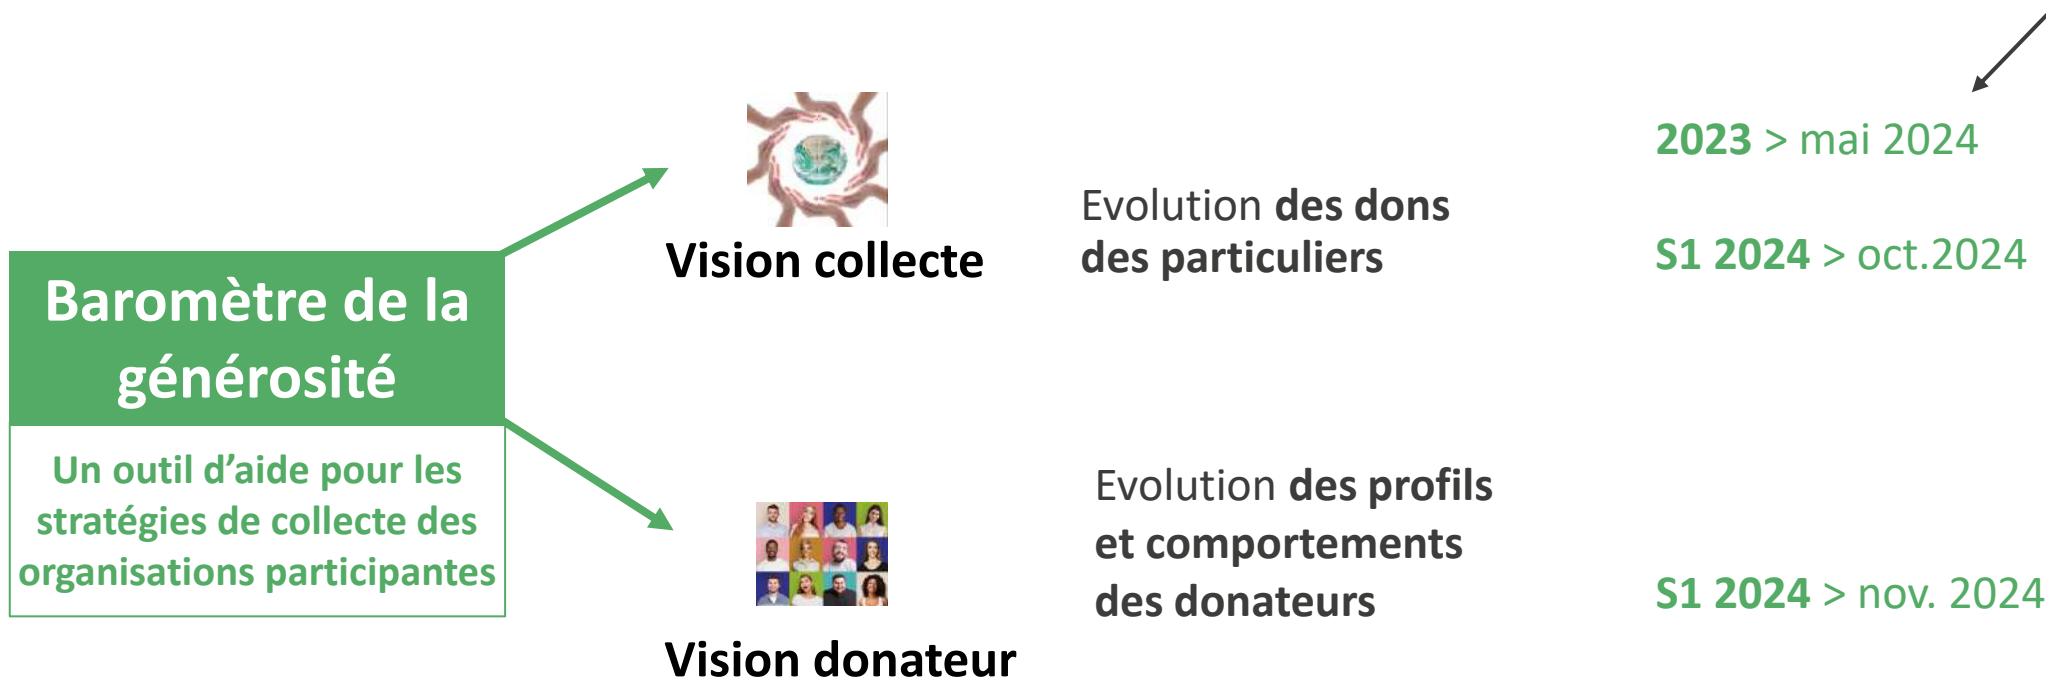 Baromètre de la
générosité
Un outil d’aide pour les
stratégies de collecte des
organisations participantes
Vision collecte
Evolution des dons
des particuliers
2023 > mai 2024
S1 2024 > oct.2024
Vision donateur
Evolution des profils
et comportements
des donateurs
S1 2024 > nov. 2024